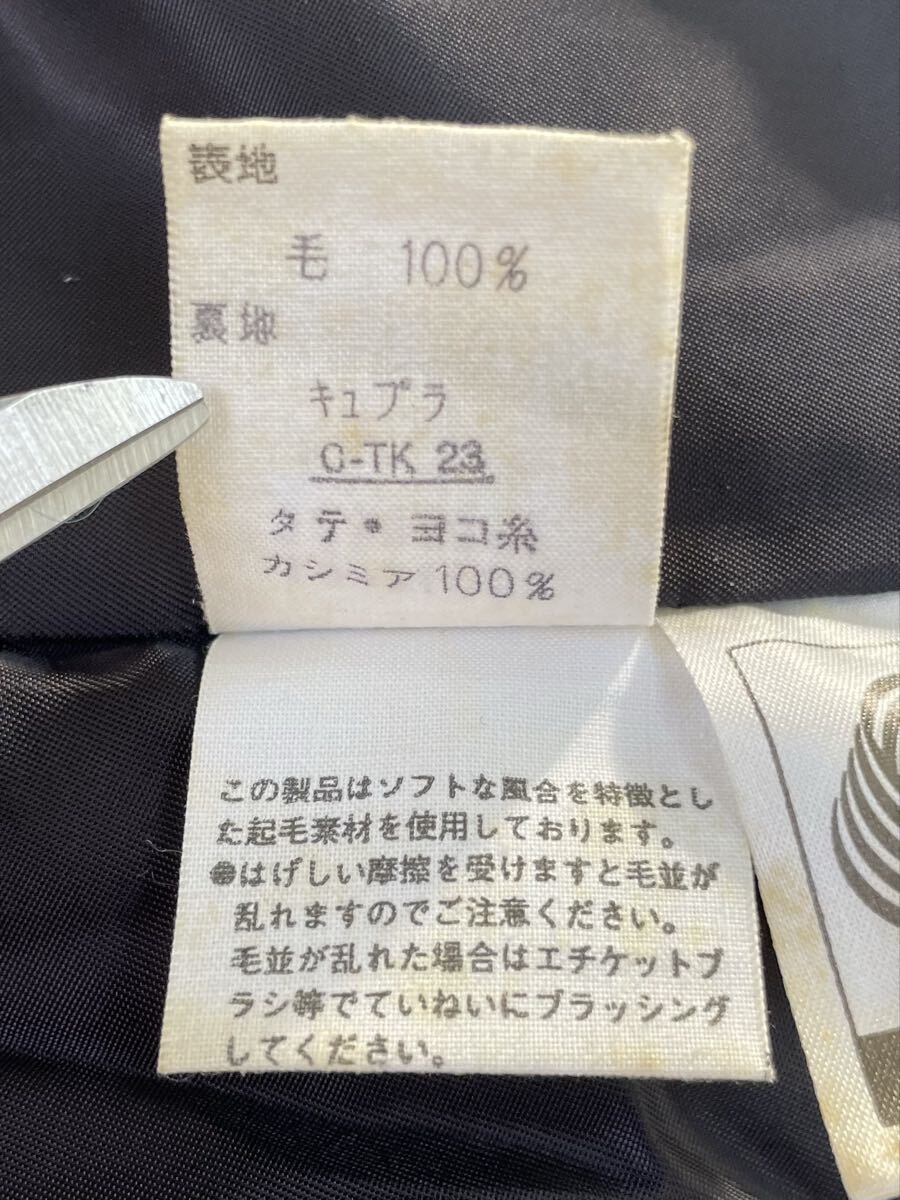 表地
毛 100%
裏地
キュプラ
C-TK 23
タテ・ヨコ糸
カシミア 100%
この製品はソフトな風合を特徴とし
た起毛素材を使用しております。
●はげしい摩擦を受けますと毛並が
乱れますのでご注意ください。
毛並が乱れた場合はエチケットブ
ラシ等でていねいにブラッシング
してください。